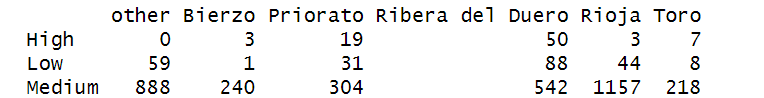 other Bierzo Priorato Ribera del Duero Rioja Toro
High 0 3 19 50 3 7
Low 59 1 31 88 44 8
Medium 888 240 304 542 1157 218